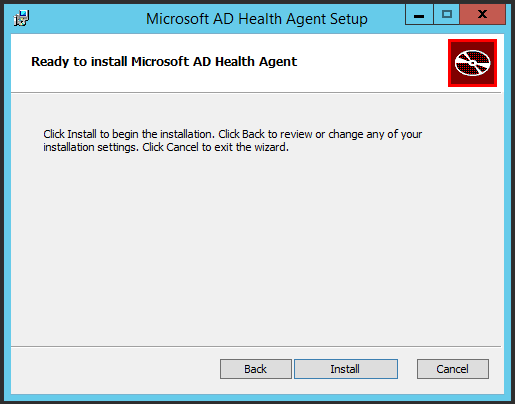 Microsoft AD Health Agent Setup
Ready to install Microsoft AD Health Agent
Click Install to begin the installation. Click Back to review or change any of your
installation settings. Click Cancel to exit the wizard.
Back Install Cancel